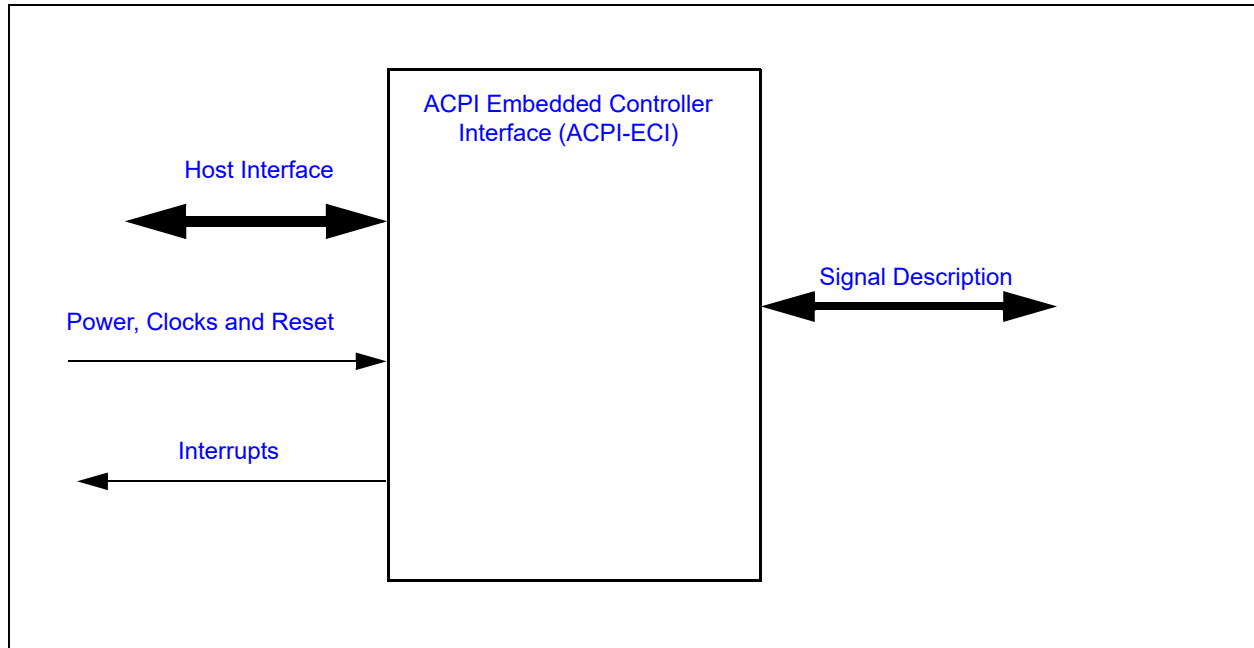 ACPI Embedded Controller
Interface (ACPI-ECI)
Host Interface
Signal Description
Power, Clocks and Reset
Interrupts